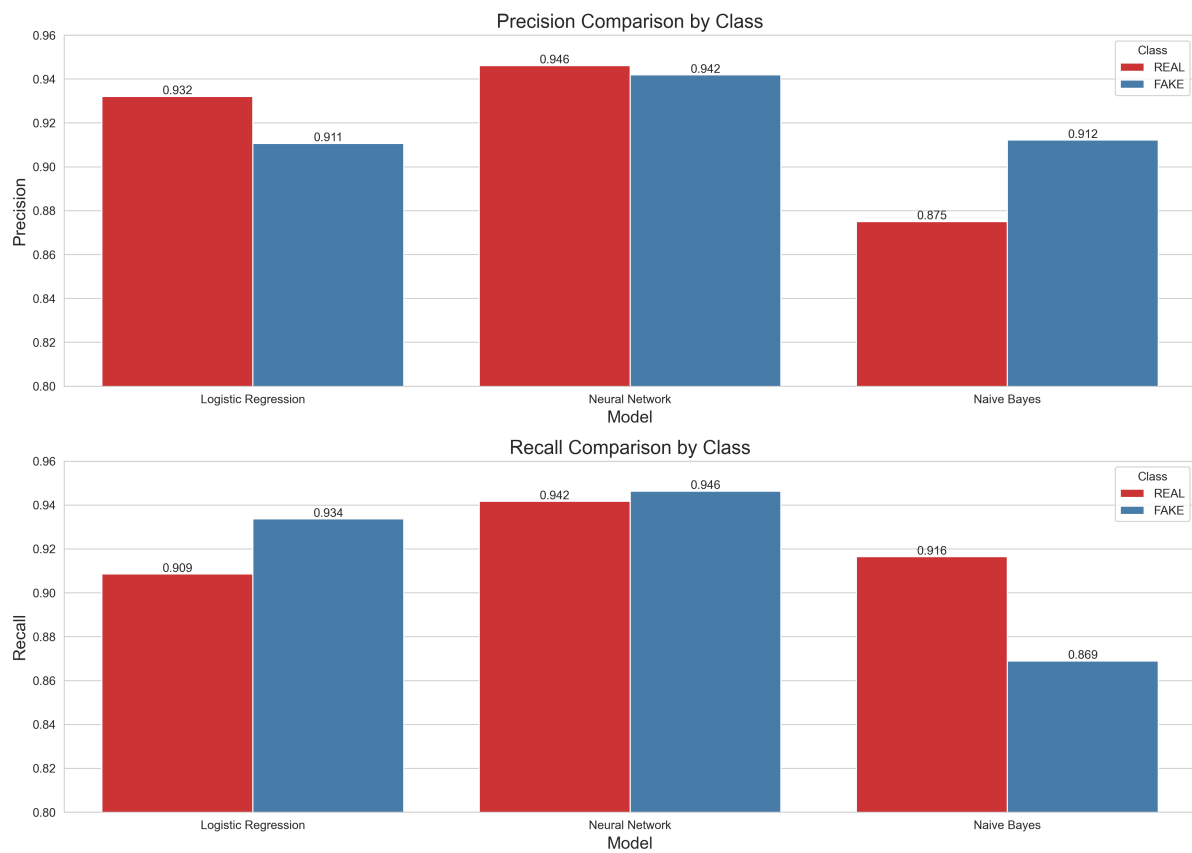 Precision Comparison by Class
0.96
0.94
0.92
0.90
0.88
0.86
0.84
0.82
0.80
Precision
0.932
0.911
0.946
0.942
0.875
0.912
Class
REAL
FAKE
Logistic Regression
Neural Network
Naive Bayes
Model
Recall Comparison by Class
0.96
0.94
0.92
0.90
0.88
0.86
0.84
0.82
0.80
Recall
0.909
0.934
0.942
0.946
0.916
0.869
Class
REAL
FAKE
Logistic Regression
Neural Network
Naive Bayes
Model